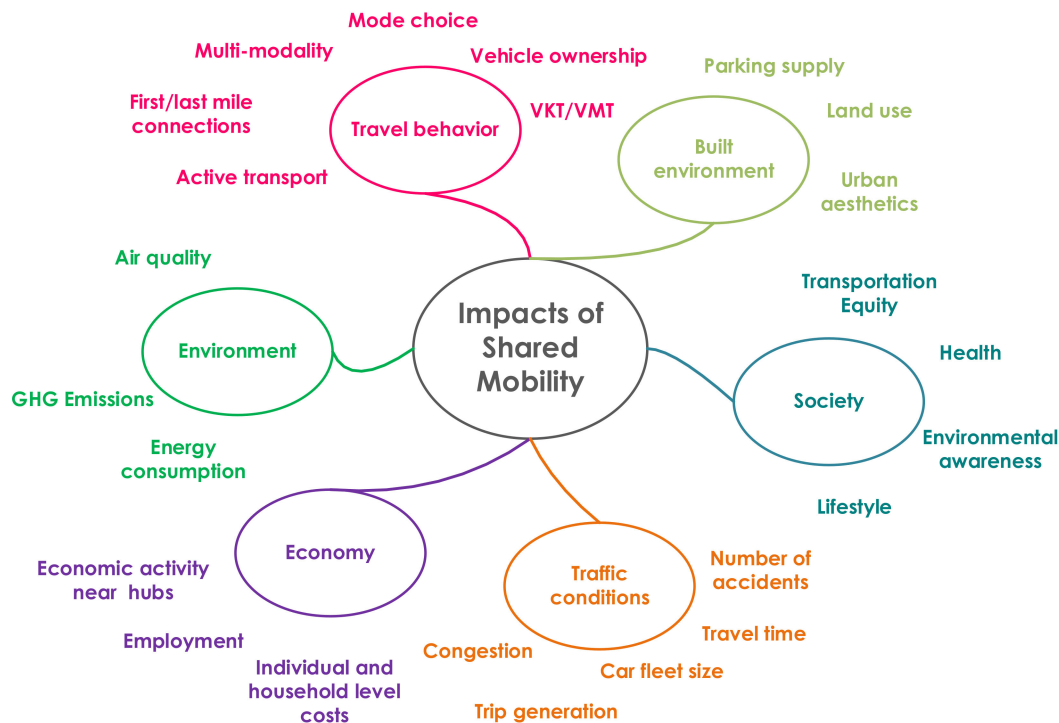 Mode choice
Multi-modality
Vehicle ownership
First/last mile
connections
VKT/VMT
Travel behavior
Active transport
Parking supply
Land use
Built
environment
Urban
aesthetics
Air quality
Environment
GHG Emissions
Energy
consumption
Impacts of
Shared
Mobility
Transportation
Equity
Health
Society
Environmental
awareness
Lifestyle
Economy
Economic activity
near hubs
Employment
Individual and
household level
costs
Traffic
conditions
Number of
accidents
Travel time
Congestion
Car fleet size
Trip generation